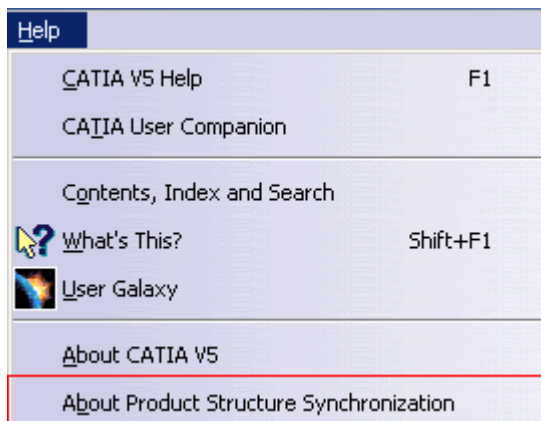 Help
CATIA V5 Help F1
CATIA User Companion
Contents, Index and Search
What's This? Shift+F1
User Galaxy
About CATIA V5
About Product Structure Synchronization